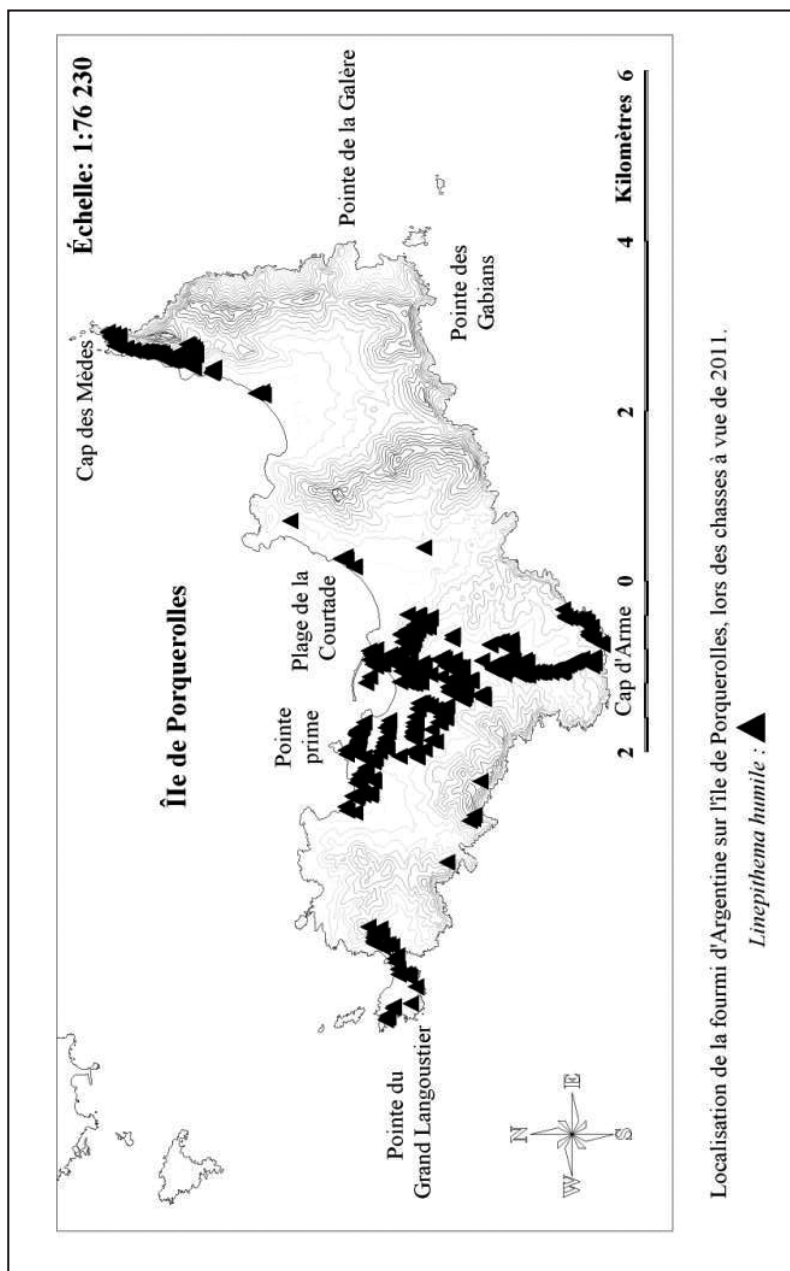 Échelle: 1:76 230
Île de Porquerolles
Cap des Mèdes
Pointe de la Galère
Plage de la
Courtade
Pointe
prime
Pointe des
Gabians
Pointe du
Grand Langoustier
Cap d'Arme
N
W
E
S
2
0
2
4
Kilomètres
6
Localisation de la fourmi d'Argentine sur l'île de Porquerolles, lors des chasses à vue de 2011.
Linepithema humile :